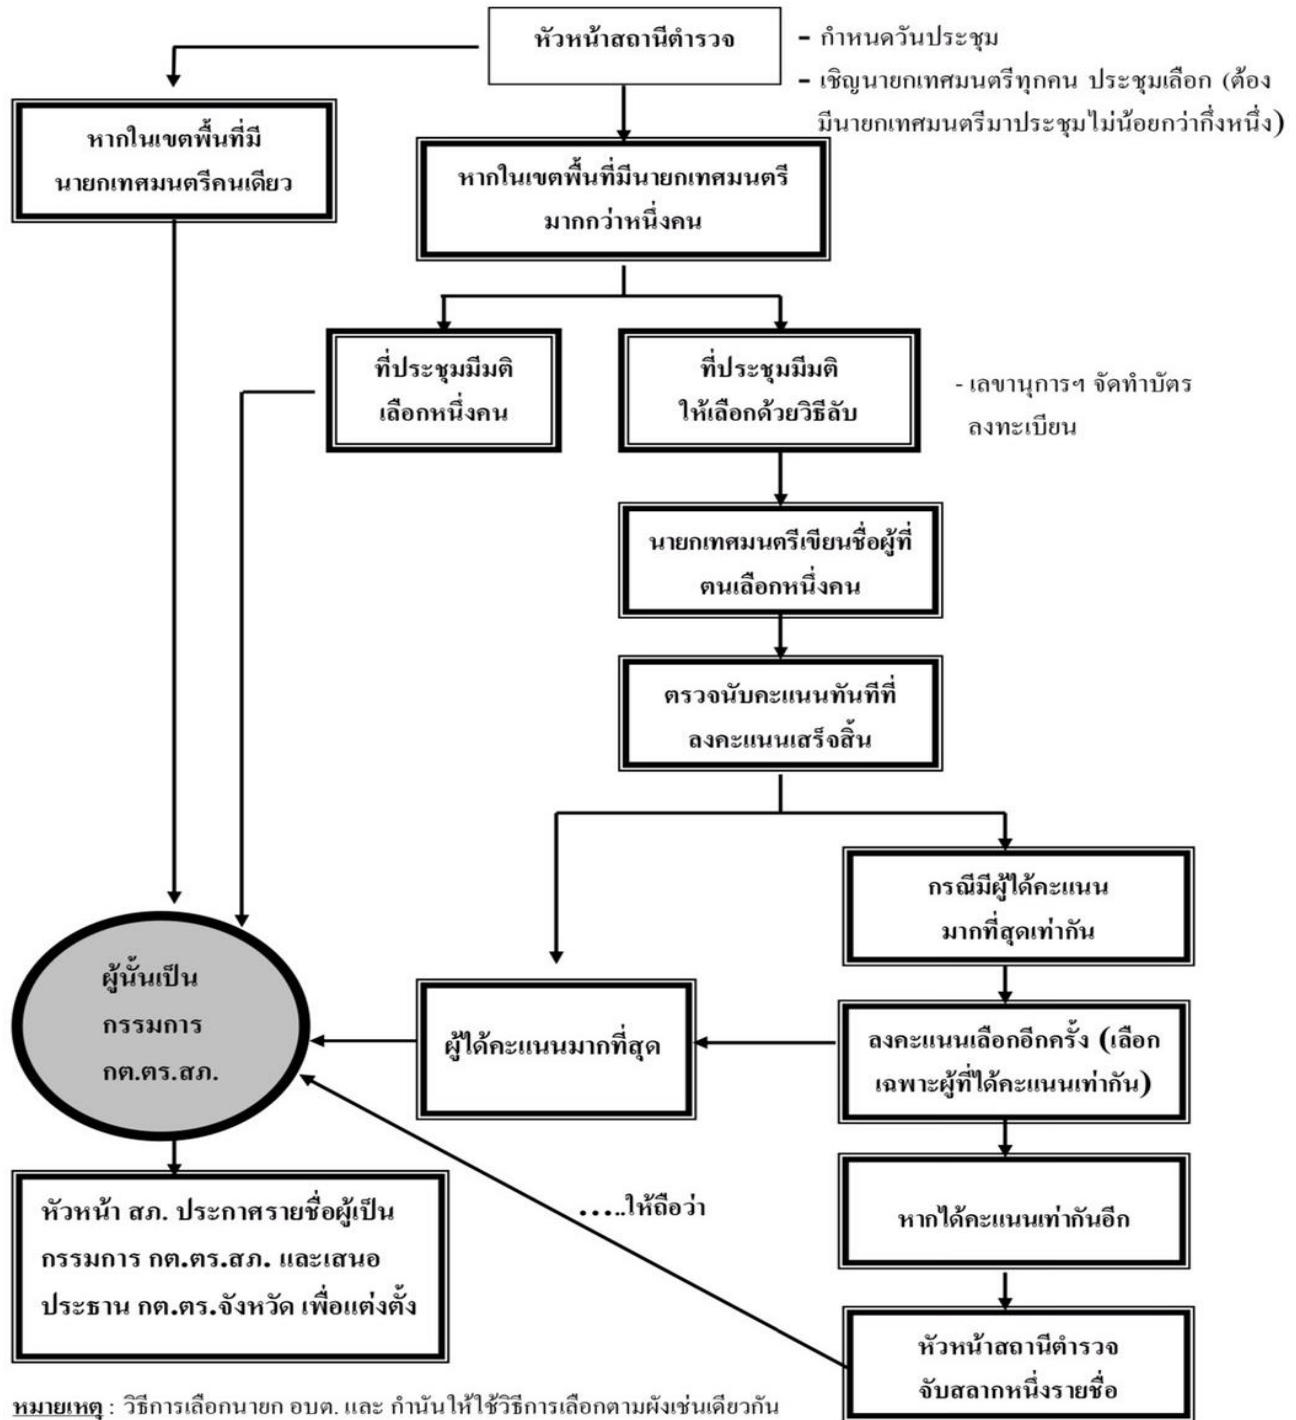 หัวหน้าสถานีตำรวจ
- กำหนดวันประชุม
- เชิญนายกเทศมนตรีทุกคน ประชุมเลือก (ต้อง
มีนายกเทศมนตรีมาประชุมไม่น้อยกว่ากึ่งหนึ่ง)
หากในเขตพื้นที่มี
นายกเทศมนตรีคนเดียว
หากในเขตพื้นที่มีนายกเทศมนตรี
มากกว่าหนึ่งคน
ที่ประชุมมีมติ
เลือกหนึ่งคน
ที่ประชุมมีมติ
ให้เลือกด้วยวิธีลับ
- เลขานุการฯ จัดทำบัตร
ลงทะเบียน
นายกเทศมนตรีเขียนชื่อผู้ที่
ตนเลือกหนึ่งคน
ตรวจนับคะแนนทันทีที่
ลงคะแนนเสร็จสิ้น
กรณีมีผู้ได้คะแนน
มากที่สุดเท่ากัน
ผู้นั้นเป็น
กรรมการ
กต.ตร.สภ.
ผู้ได้คะแนนมากที่สุด
ลงคะแนนเลือกอีกครั้ง (เลือก
เฉพาะผู้ที่ได้คะแนนเท่ากัน)
หัวหน้า สภ. ประกาศรายชื่อผู้เป็น
กรรมการ กต.ตร.สภ. และเสนอ
ประธาน กต.ตร.จังหวัด เพื่อแต่งตั้ง
.....ให้ถือว่า
หากได้คะแนนเท่ากันอีก
หัวหน้าสถานีตำรวจ
จับสลากหนึ่งรายชื่อ
หมายเหตุ : วิธีการเลือกนายก อบต. และ กำนันให้ใช้วิธีการเลือกตามผังเช่นเดียวกัน